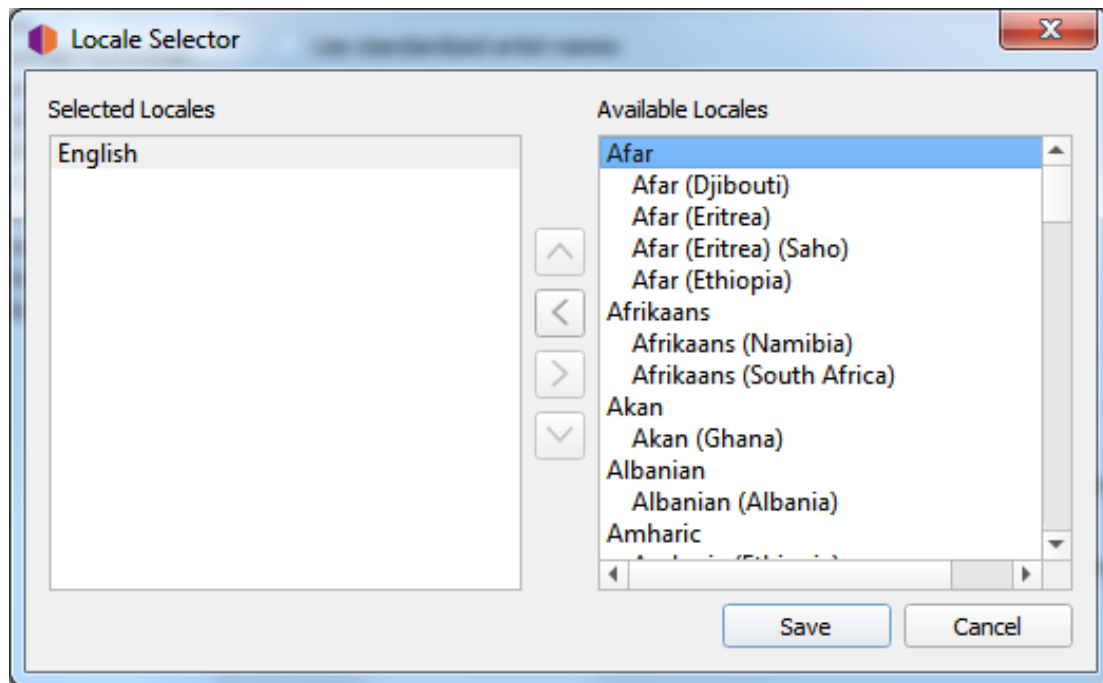 Locale Selector
Selected Locales
English
Available Locales
Afar
Afar (Djibouti)
Afar (Eritrea)
Afar (Eritrea) (Saho)
Afar (Ethiopia)
Afrikaans
Afrikaans (Namibia)
Afrikaans (South Africa)
Akan
Akan (Ghana)
Albanian
Albanian (Albania)
Amharic
Save
Cancel